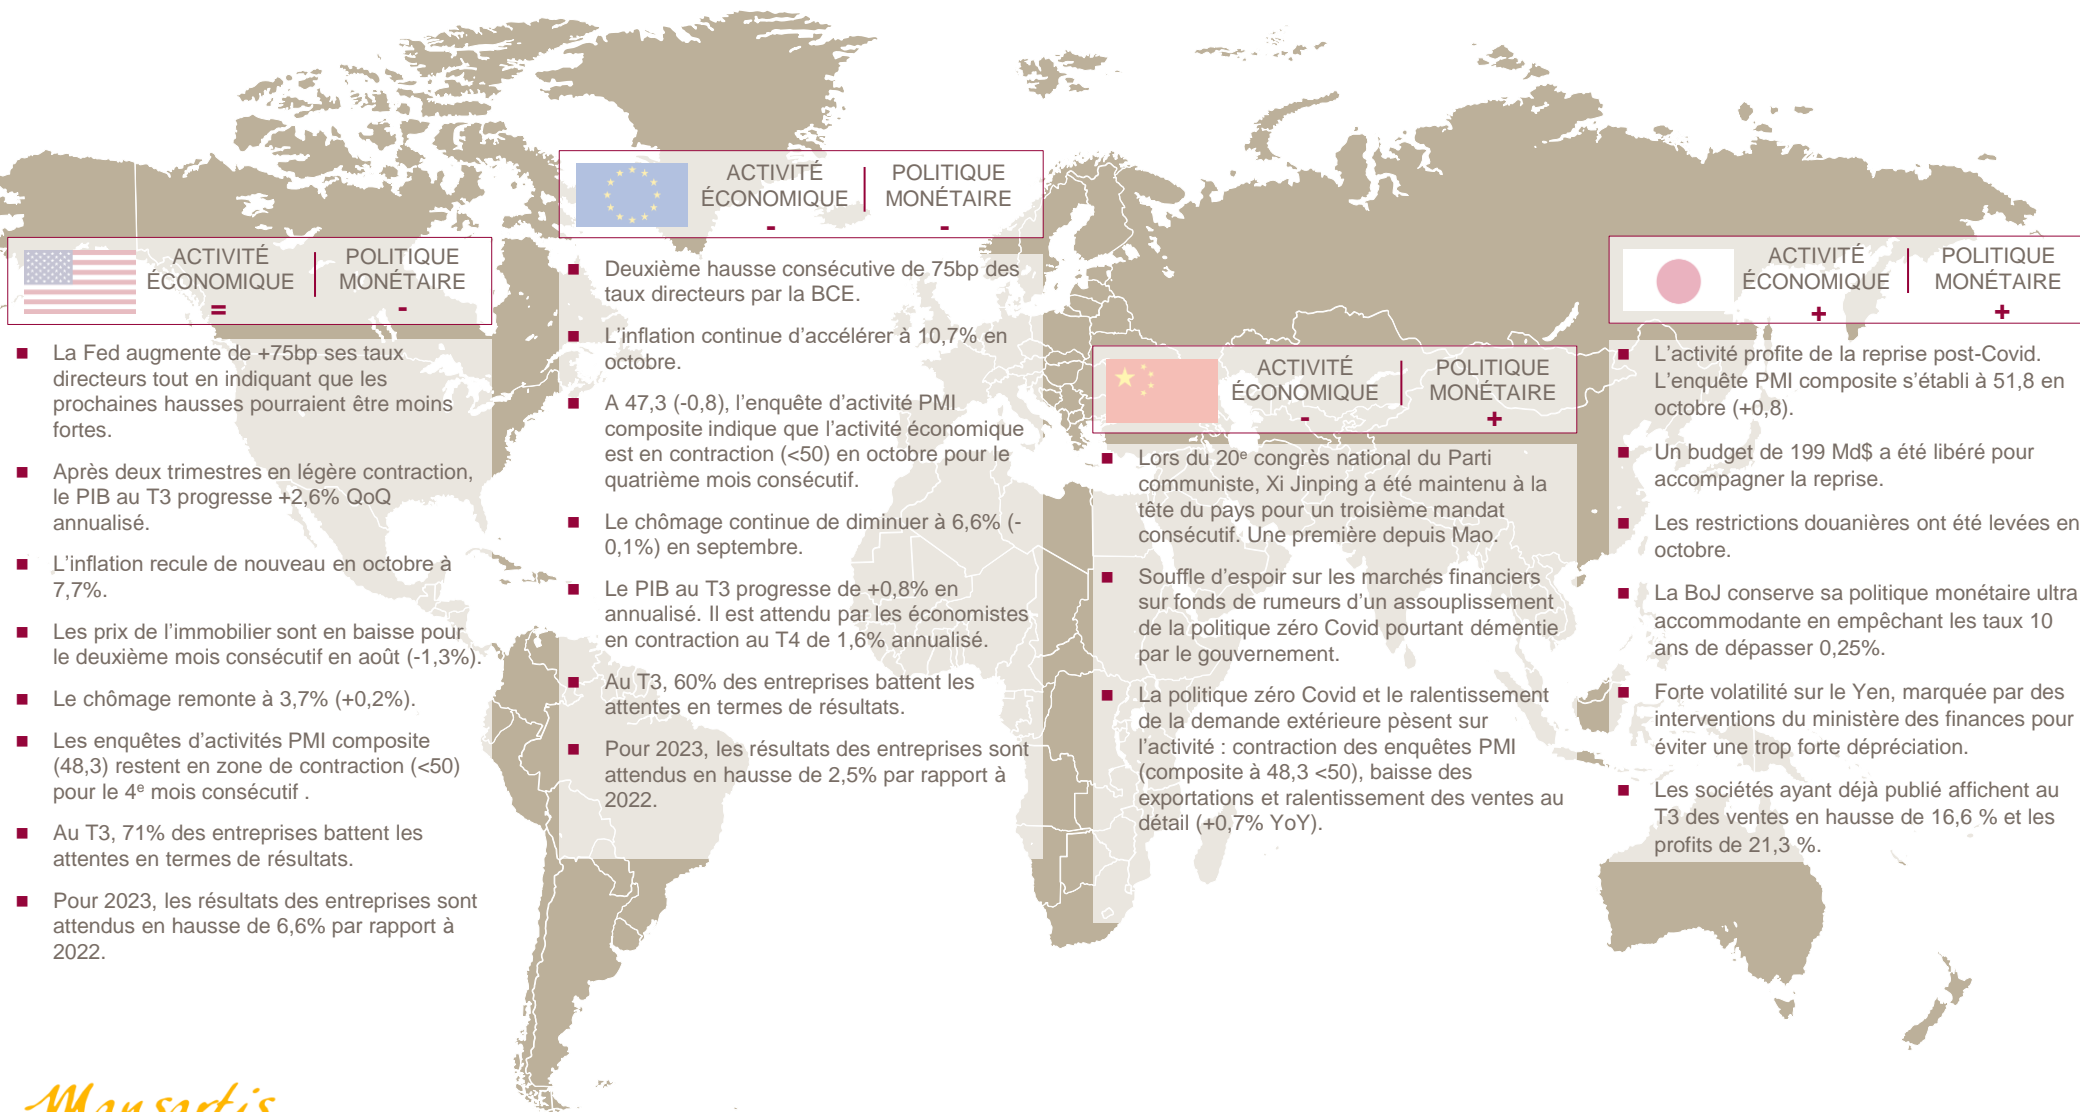 ACTIVITÉ
ÉCONOMIQUE
=
POLITIQUE
MONÉTAIRE
-
La Fed augmente de +75bp ses taux
directeurs tout en indiquant que les
prochaines hausses pourraient être moins
fortes.
Après deux trimestres en légère contraction,
le PIB au T3 progresse +2,6% QoQ
annualisé.
L'inflation recule de nouveau en octobre à
7,7%.
Les prix de l'immobilier sont en baisse pour
le deuxième mois consécutif en août (-1,3%).
Le chômage remonte à 3,7% (+0,2%).
Les enquêtes d'activités PMI composite
(48,3) restent en zone de contraction (<50)
pour le 4e mois consécutif .
Au T3, 71% des entreprises battent les
attentes en termes de résultats.
Pour 2023, les résultats des entreprises sont
attendus en hausse de 6,6% par rapport à
2022.
ACTIVITÉ
ÉCONOMIQUE
-
POLITIQUE
MONÉTAIRE
-
Deuxième hausse consécutive de 75bp des
taux directeurs par la BCE.
L'inflation continue d'accélérer à 10,7% en
octobre.
A 47,3 (-0,8), l'enquête d'activité PMI
composite indique que l'activité économique
est en contraction (<50) en octobre pour le
quatrième mois consécutif.
Le chômage continue de diminuer à 6,6% (-
0,1%) en septembre.
Le PIB au T3 progresse de +0,8% en
annualisé. Il est attendu par les économistes
en contraction au T4 de 1,6% annualisé.
Au T3, 60% des entreprises battent les
attentes en termes de résultats.
Pour 2023, les résultats des entreprises sont
attendus en hausse de 2,5% par rapport à
2022.
ACTIVITÉ
ÉCONOMIQUE
-
POLITIQUE
MONÉTAIRE
+
Lors du 20e congrès national du Parti
communiste, Xi Jinping a été maintenu à la
tête du pays pour un troisième mandat
consécutif. Une première depuis Mao.
Souffle d'espoir sur les marchés financiers
sur fonds de rumeurs d'un assouplissement
de la politique zéro Covid pourtant démentie
par le gouvernement.
La politique zéro Covid et le ralentissement
de la demande extérieure pèsent sur
l'activité : contraction des enquêtes PMI
(composite à 48,3 <50), baisse des
exportations et ralentissement des ventes au
détail (+0,7% YoY).
ACTIVITÉ
ÉCONOMIQUE
+
POLITIQUE
MONÉTAIRE
+
L'activité profite de la reprise post-Covid.
L'enquête PMI composite s'établi à 51,8 en
octobre (+0,8).
Un budget de 199 Md$ a été libéré pour
accompagner la reprise.
Les restrictions douanières ont été levées en
octobre.
La BoJ conserve sa politique monétaire ultra
accommodante en empêchant les taux 10
ans de dépasser 0,25%.
Forte volatilité sur le Yen, marquée par des
interventions du ministère des finances pour
éviter une trop forte dépréciation.
Les sociétés ayant déjà publié affichent au
T3 des ventes en hausse de 16,6 % et les
profits de 21,3 %.
Mansartis